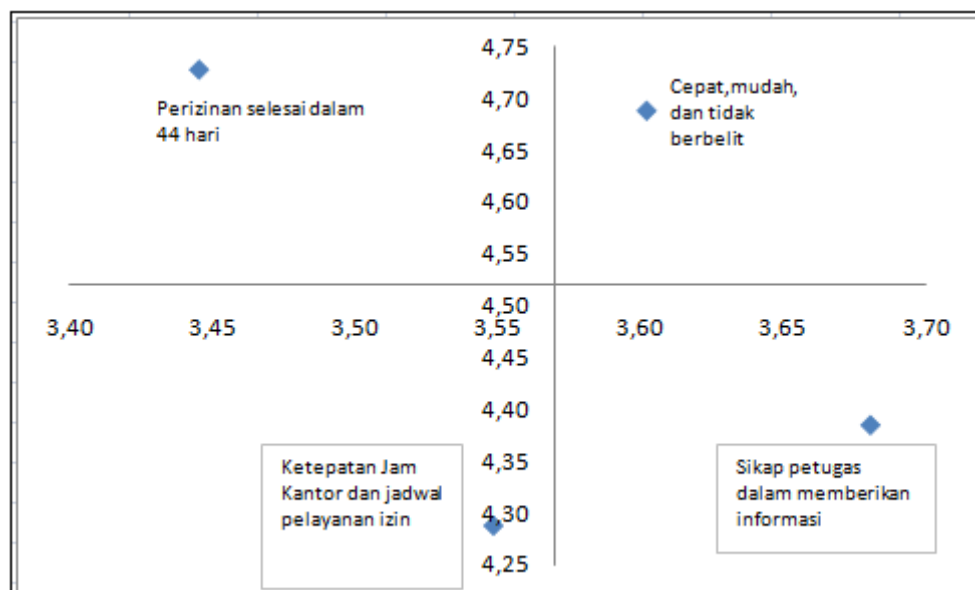 4,75
Perizinan selesai dalam
44 hari
Cepat,mudah,
dan tidak
berbelit
4,70
4,65
4,60
4,55
4,50
3,40 3,45 3,50 3,55 3,60 3,65 3,70
4,45
4,40
4,35
4,30
4,25
Ketepatan Jam
Kantor dan jadwal
pelayanan izin
Sikap petugas
dalam memberikan
informasi